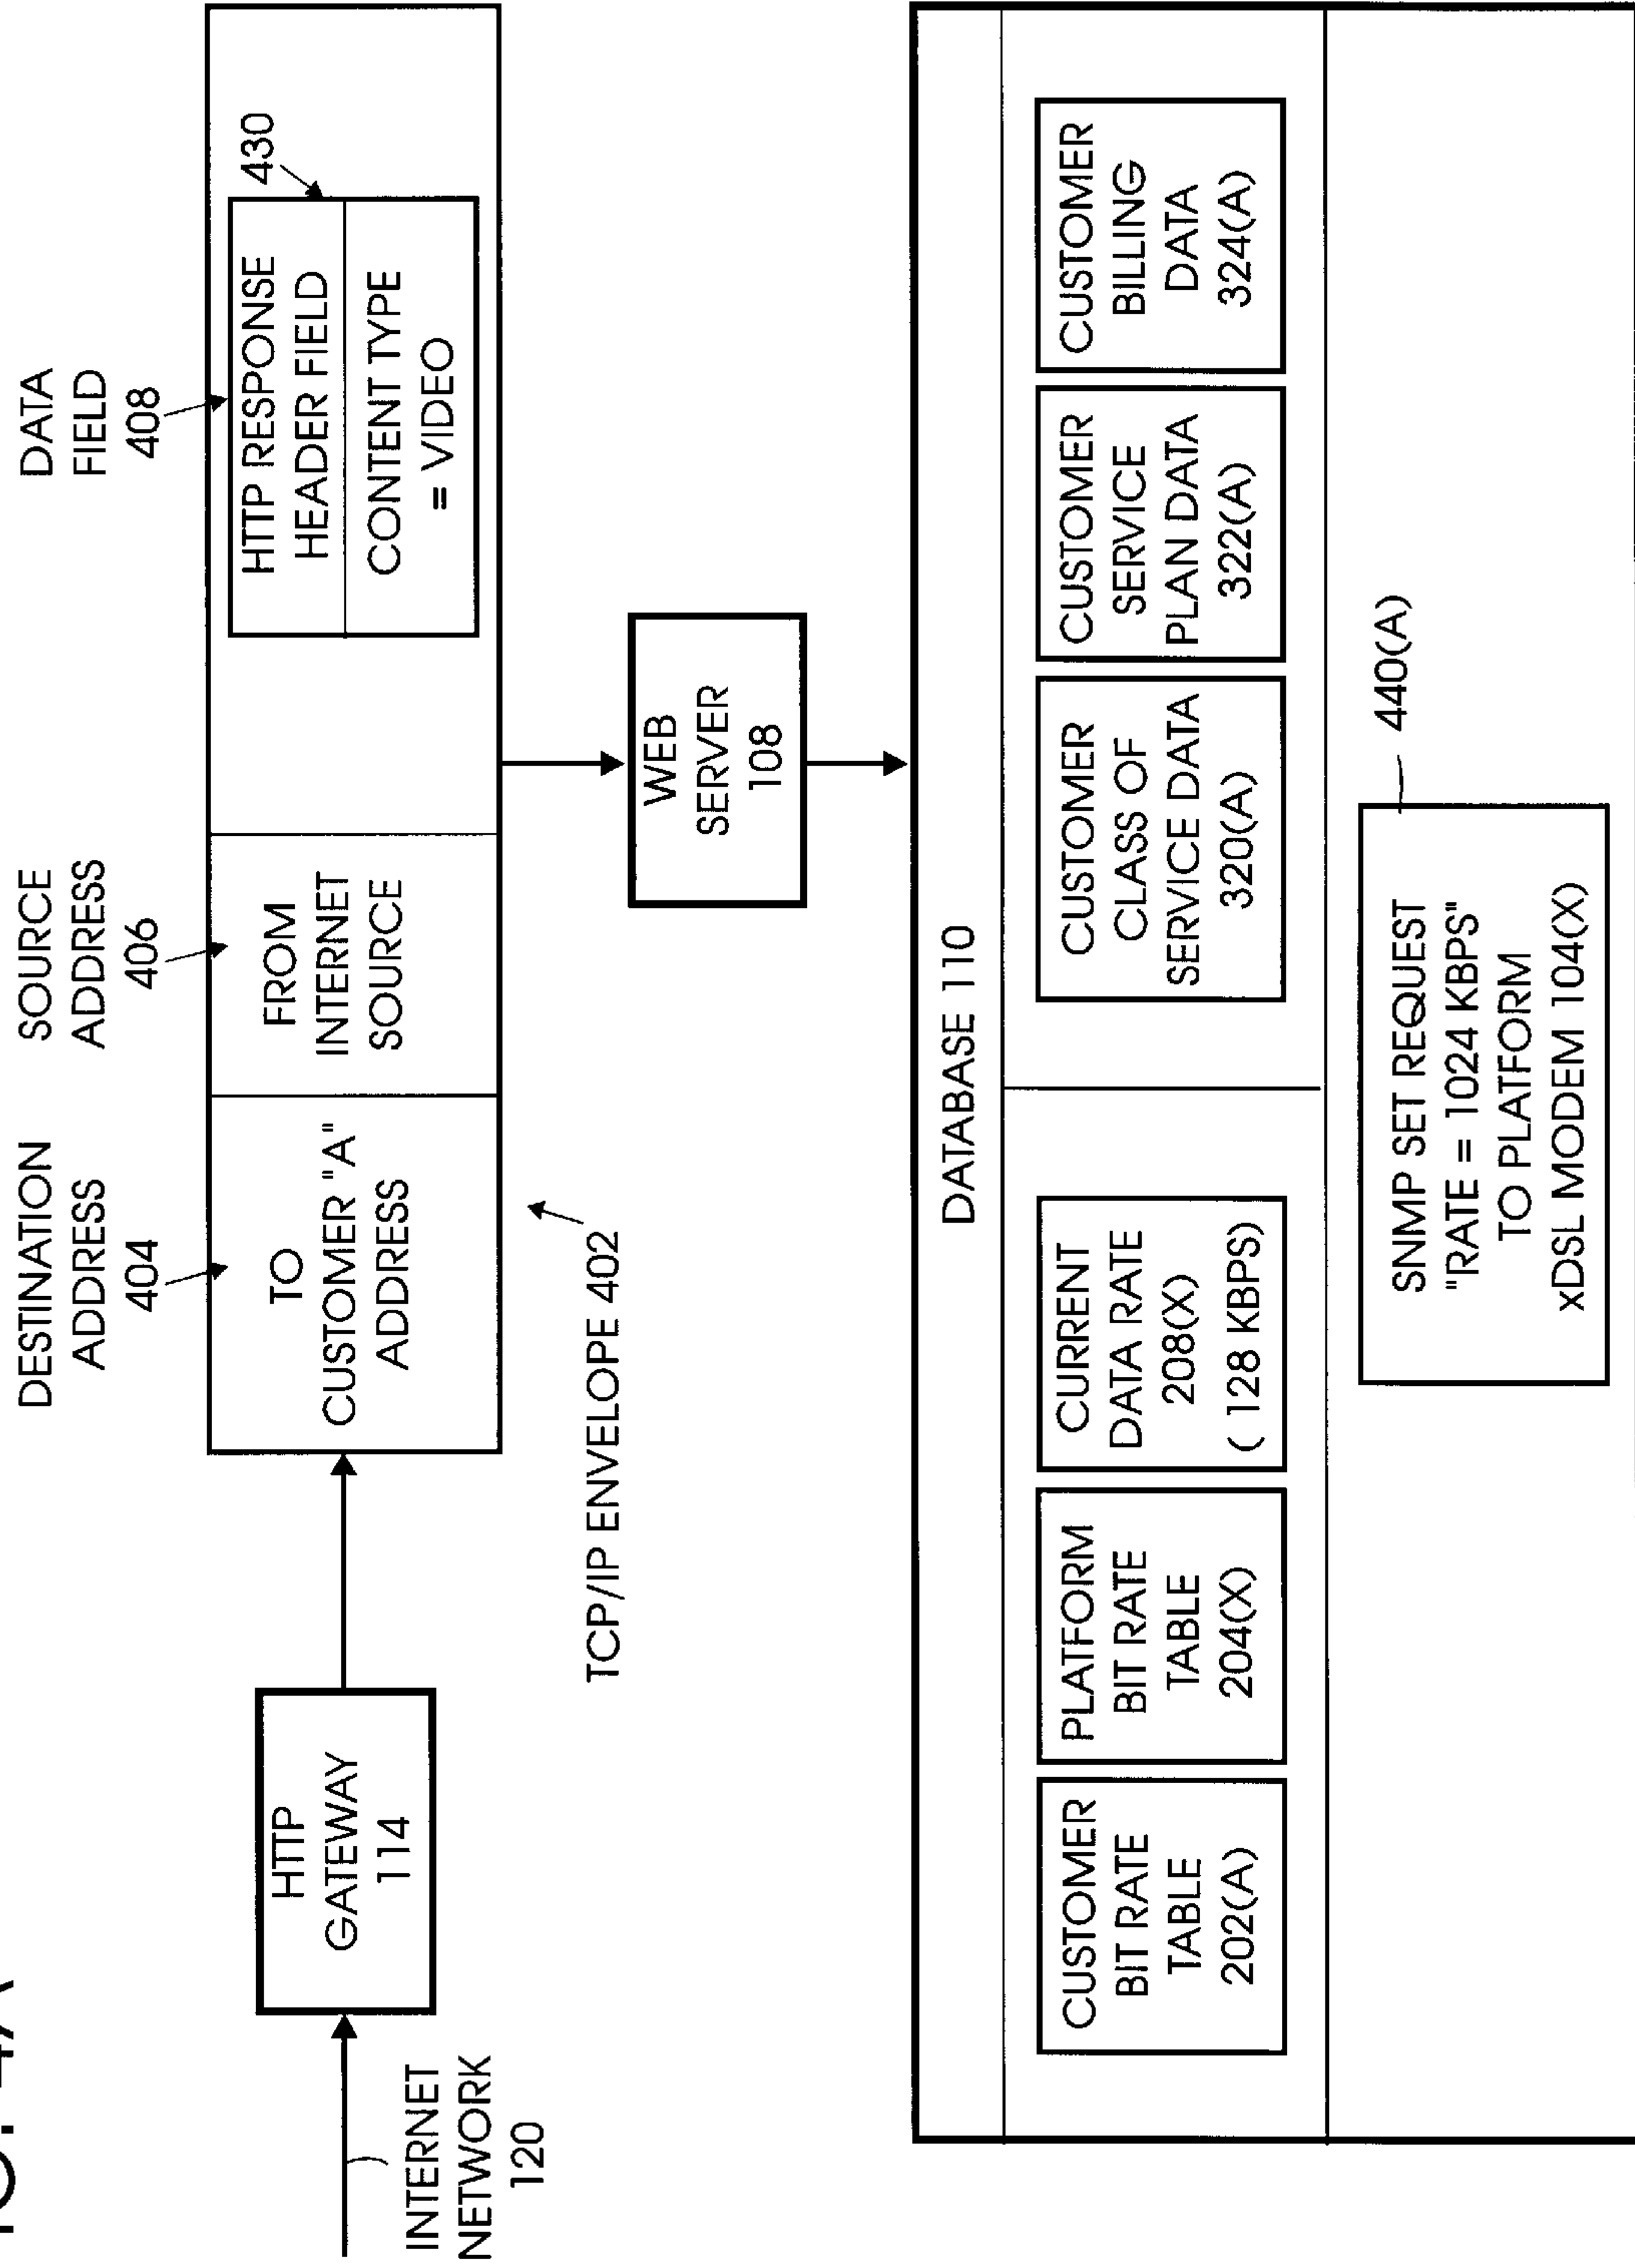 DESTINATION
ADDRESS
404
SOURCE
ADDRESS
406
DATA
FIELD
408
INTERNET
NETWORK
120
HTTP
GATEWAY
114
TO
CUSTOMER "A"
ADDRESS
FROM
INTERNET
SOURCE
HTTP RESPONSE
HEADER FIELD
CONTENT TYPE
= VIDEO
430
TCP/IP ENVELOPE 402
WEB
SERVER
108
DATABASE 110
CUSTOMER
BIT RATE
TABLE
202(A)
PLATFORM
BIT RATE
TABLE
204(X)
CURRENT
DATA RATE
208(X)
( 128 KBPS)
CUSTOMER
CLASS OF
SERVICE DATA
320(A)
CUSTOMER
SERVICE
PLAN DATA
322(A)
CUSTOMER
BILLING
DATA
324(A)
SNMP SET REQUEST
"RATE = 1024 KBPS"
TO PLATFORM
xDSL MODEM 104(X)
440(A)